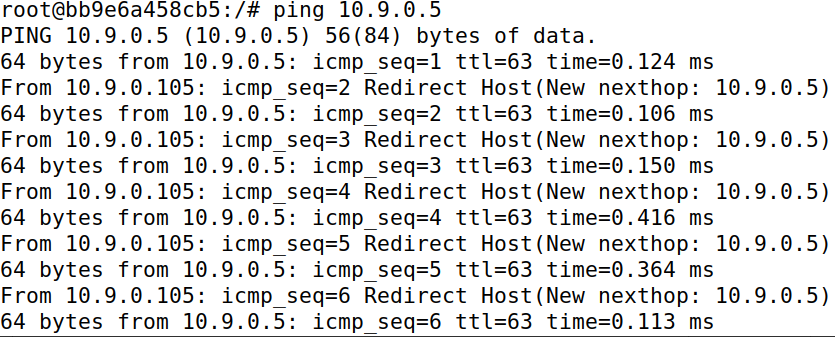 root@bb9e6a458cb5:/# ping 10.9.0.5
PING 10.9.0.5 (10.9.0.5) 56(84) bytes of data.
64 bytes from 10.9.0.5: icmp_seq=1 ttl=63 time=0.124 ms
From 10.9.0.105: icmp_seq=2 Redirect Host(New nexthop: 10.9.0.5)
64 bytes from 10.9.0.5: icmp_seq=2 ttl=63 time=0.106 ms
From 10.9.0.105: icmp_seq=3 Redirect Host(New nexthop: 10.9.0.5)
64 bytes from 10.9.0.5: icmp_seq=3 ttl=63 time=0.150 ms
From 10.9.0.105: icmp_seq=4 Redirect Host(New nexthop: 10.9.0.5)
64 bytes from 10.9.0.5: icmp_seq=4 ttl=63 time=0.416 ms
From 10.9.0.105: icmp_seq=5 Redirect Host(New nexthop: 10.9.0.5)
64 bytes from 10.9.0.5: icmp_seq=5 ttl=63 time=0.364 ms
From 10.9.0.105: icmp_seq=6 Redirect Host(New nexthop: 10.9.0.5)
64 bytes from 10.9.0.5: icmp_seq=6 ttl=63 time=0.113 ms